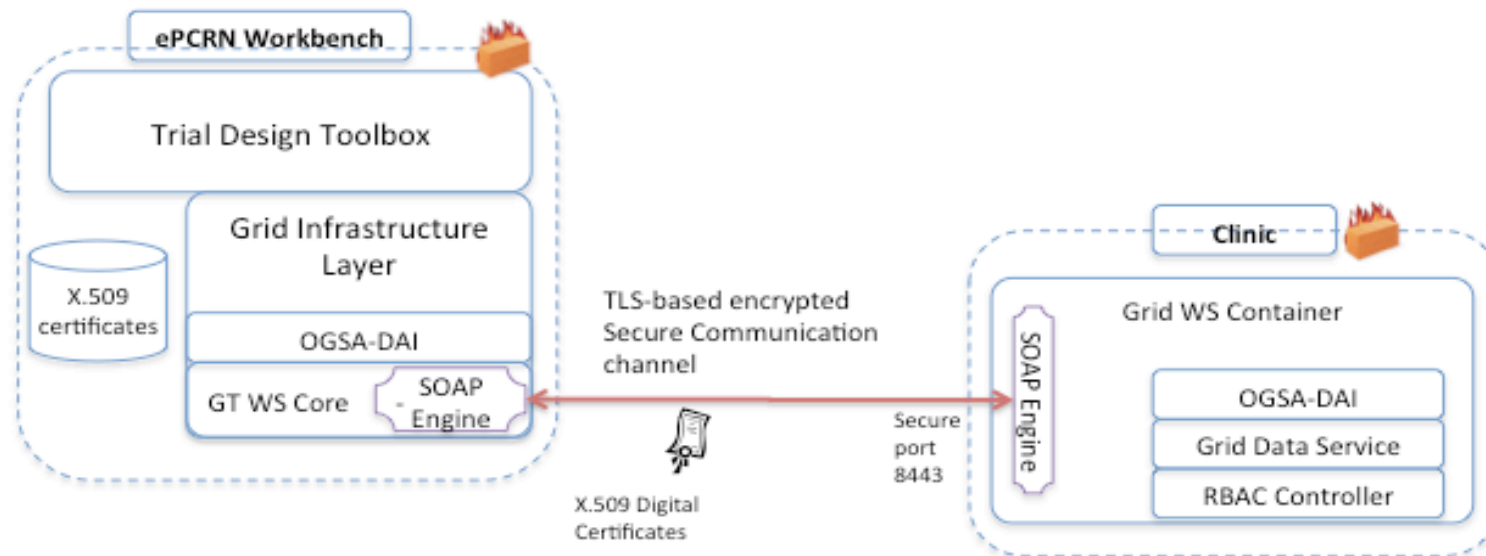 ePCRN Workbench
Trial Design Toolbox
Grid Infrastructure
Layer
X.509
certificates
OGSA-DAI
GT WS Core
SOAP
- Engine
TLS-based encrypted
Secure Communication
channel
X.509 Digital
Certificates
Secure
port
8443
Clinic
Grid WS Container
SOAP Engine
OGSA-DAI
Grid Data Service
RBAC Controller